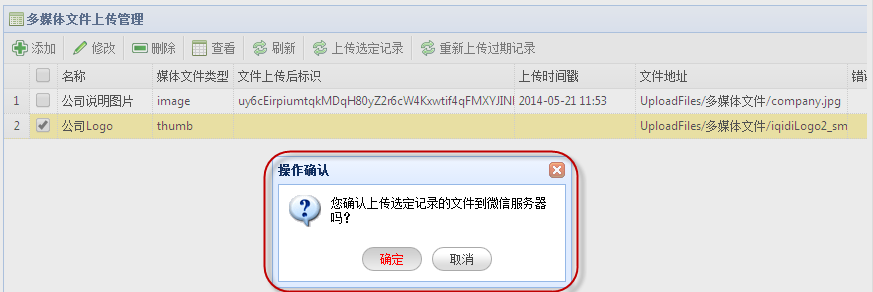 多媒体文件上传管理
添加 修改 删除 查看 刷新 上传选定记录 重新上传过期记录
名称 媒体文件类型 文件上传后标识 上传时间戳 文件地址 错
1 公司说明图片 image uy6cEirpiumtqkMDqH80yZ2r6cW4Kxwtif4qFMXYJINI 2014-05-21 11:53 UploadFiles/多媒体文件/company.jpg
2 公司Logo thumb UploadFiles/多媒体文件/iqidiLogo2_sm
操作确认
您确认上传选定记录的文件到微信服务器
吗?
确定 取消